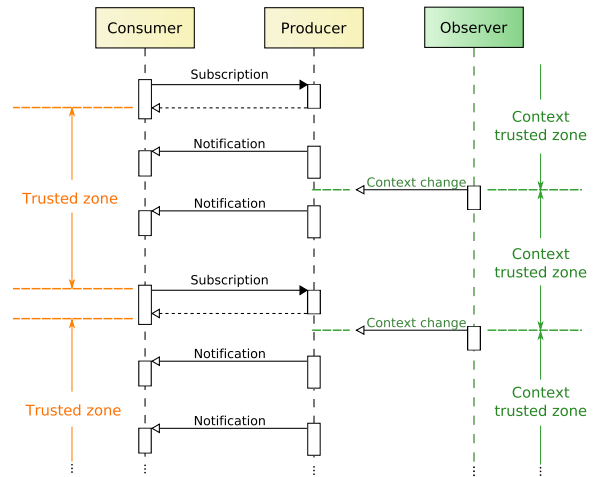 Consumer
Producer
Observer
Subscription
Context
trusted zone
Notification
Context change
Trusted zone
Notification
Context
trusted zone
Subscription
Context change
Notification
Context
trusted zone
Trusted zone
Notification